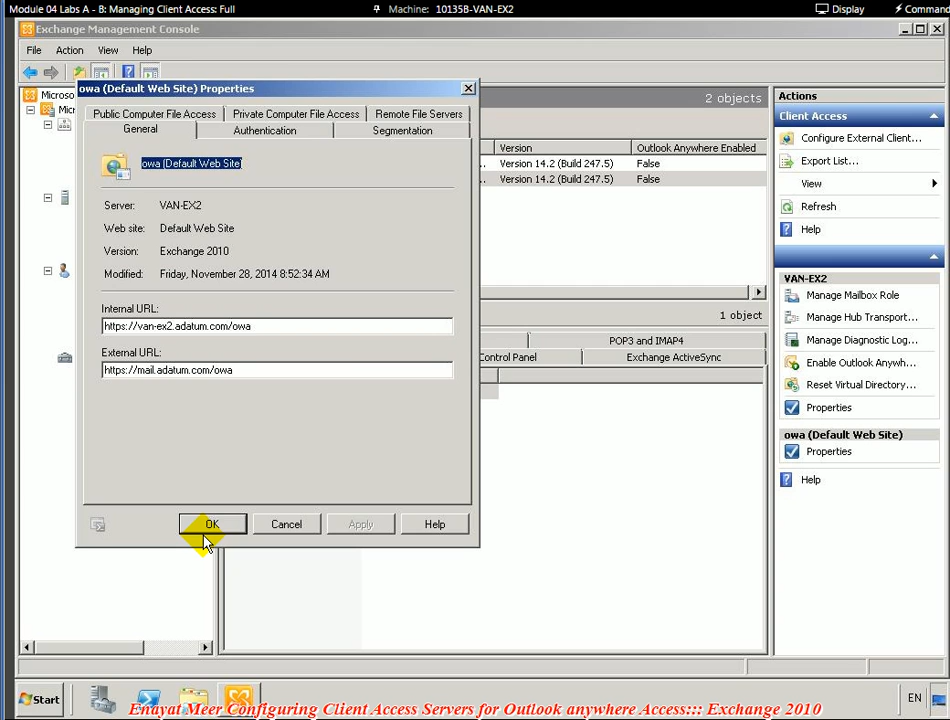 Module 04 Labs A - B: Managing Client Access: Full
Machine: 10135B-VAN-EX2
Display
Command
Exchange Management Console
File Action View Help
Microso
Micr
owa (Default Web Site) Properties
Public Computer File Access
Private Computer File Access
Remote File Servers
General
Authentication
Segmentation
owa (Default Web Site)
Server: VAN-EX2
Web site: Default Web Site
Version: Exchange 2010
Modified: Friday, November 28, 2014 8:52:34 AM
Internal URL:
https://van-ex2.adatum.com/owa
External URL:
https://mail.adatum.com/owa
OK
Cancel
Apply
Help
2 objects
Version
Outlook Anywhere Enabled
.. Version 14.2 (Build 247.5) False
.. Version 14.2 (Build 247.5) False
1 object
POP3 and IMAP4
Control Panel
Exchange ActiveSync
Actions
Client Access
Configure External Client...
Export List...
View
Refresh
Help
VAN-EX2
Manage Mailbox Role
Manage Hub Transport...
Manage Diagnostic Log...
Enable Outlook Anywh...
Reset Virtual Directory...
Properties
owa (Default Web Site)
Properties
Help
Start
EN
Enayat Meer Configuring Client Access Servers for Outlook anywhere Access::: Exchange 2010